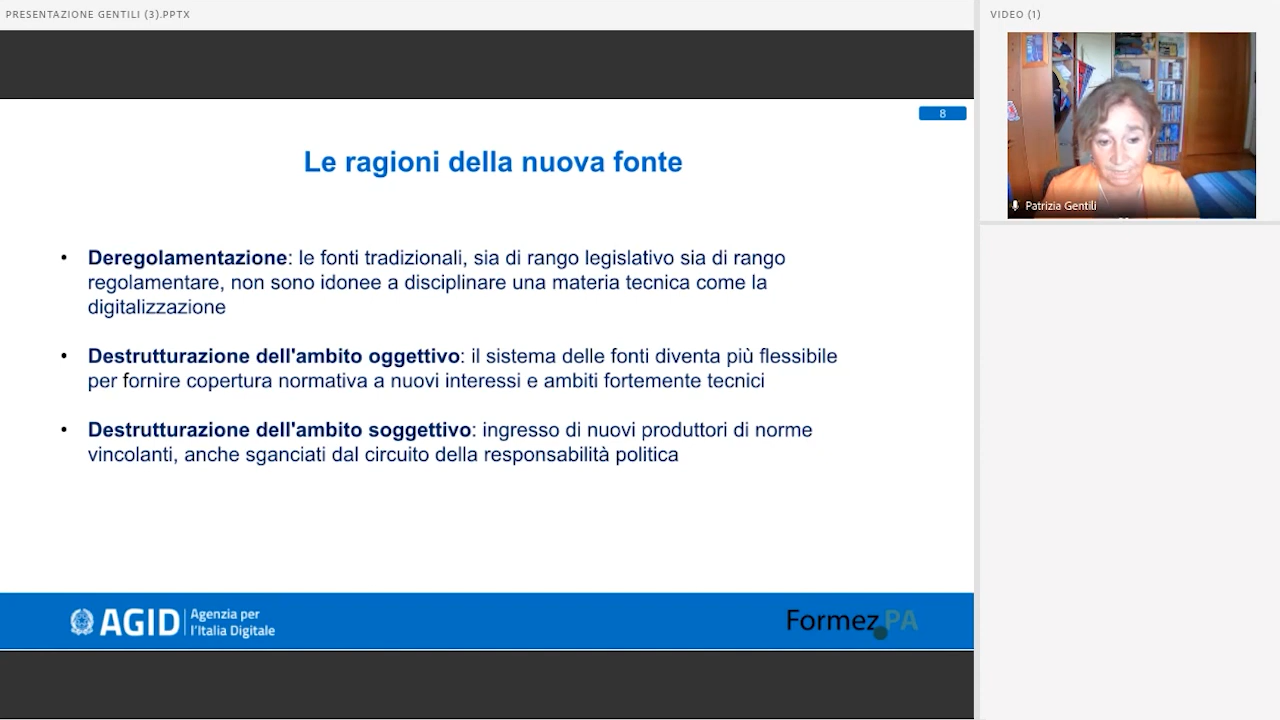 PRESENTAZIONE GENTILI (3).PPTX
VIDEO (1)
8
Le ragioni della nuova fonte
• Deregolamentazione: le fonti tradizionali, sia di rango legislativo sia di rango
regolamentare, non sono idonee a disciplinare una materia tecnica come la
digitalizzazione
• Destrutturazione dell'ambito oggettivo: il sistema delle fonti diventa più flessibile
per fornire copertura normativa a nuovi interessi e ambiti fortemente tecnici
• Destrutturazione dell'ambito soggettivo: ingresso di nuovi produttori di norme
vincolanti, anche sganciati dal circuito della responsabilità politica
Patrizia Gentili
AGID
Agenzia per
l'Italia Digitale
Formez PA